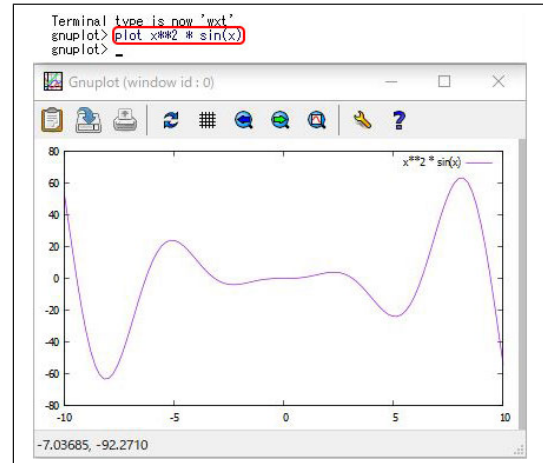 Terminal type is now 'wxt'
gnuplot> plot x**2 * sin(x)
gnuplot> _
Gnuplot (window id : 0)
x**2 * sin(x)
80
60
40
20
0
-20
-40
-60
-80
-10 -5 0 5 10
-7.03685, -92.2710